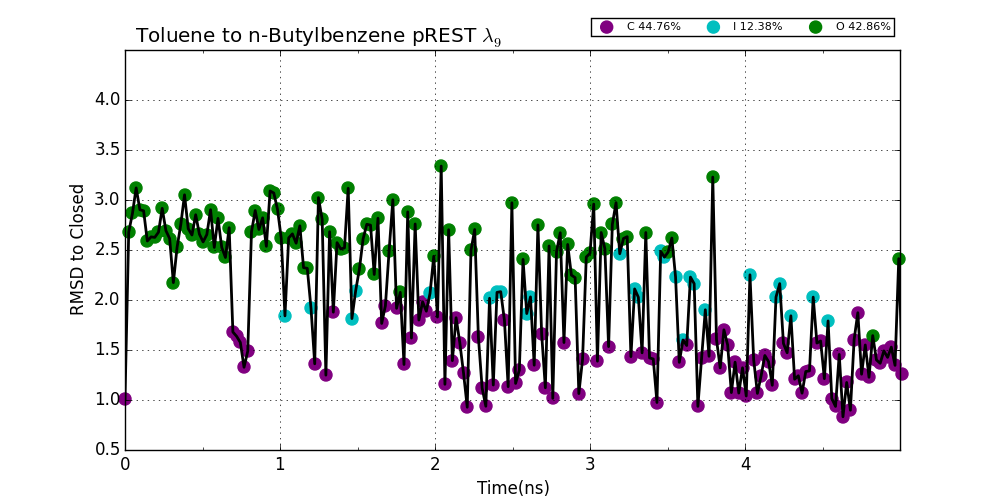 Toluene to n-Butylbenzene pREST λ₉
C 44.76% I 12.38% O 42.86%
RMSD to Closed
4.0
3.5
3.0
2.5
2.0
1.5
1.0
0.5
0 1 2 3 4
Time(ns)